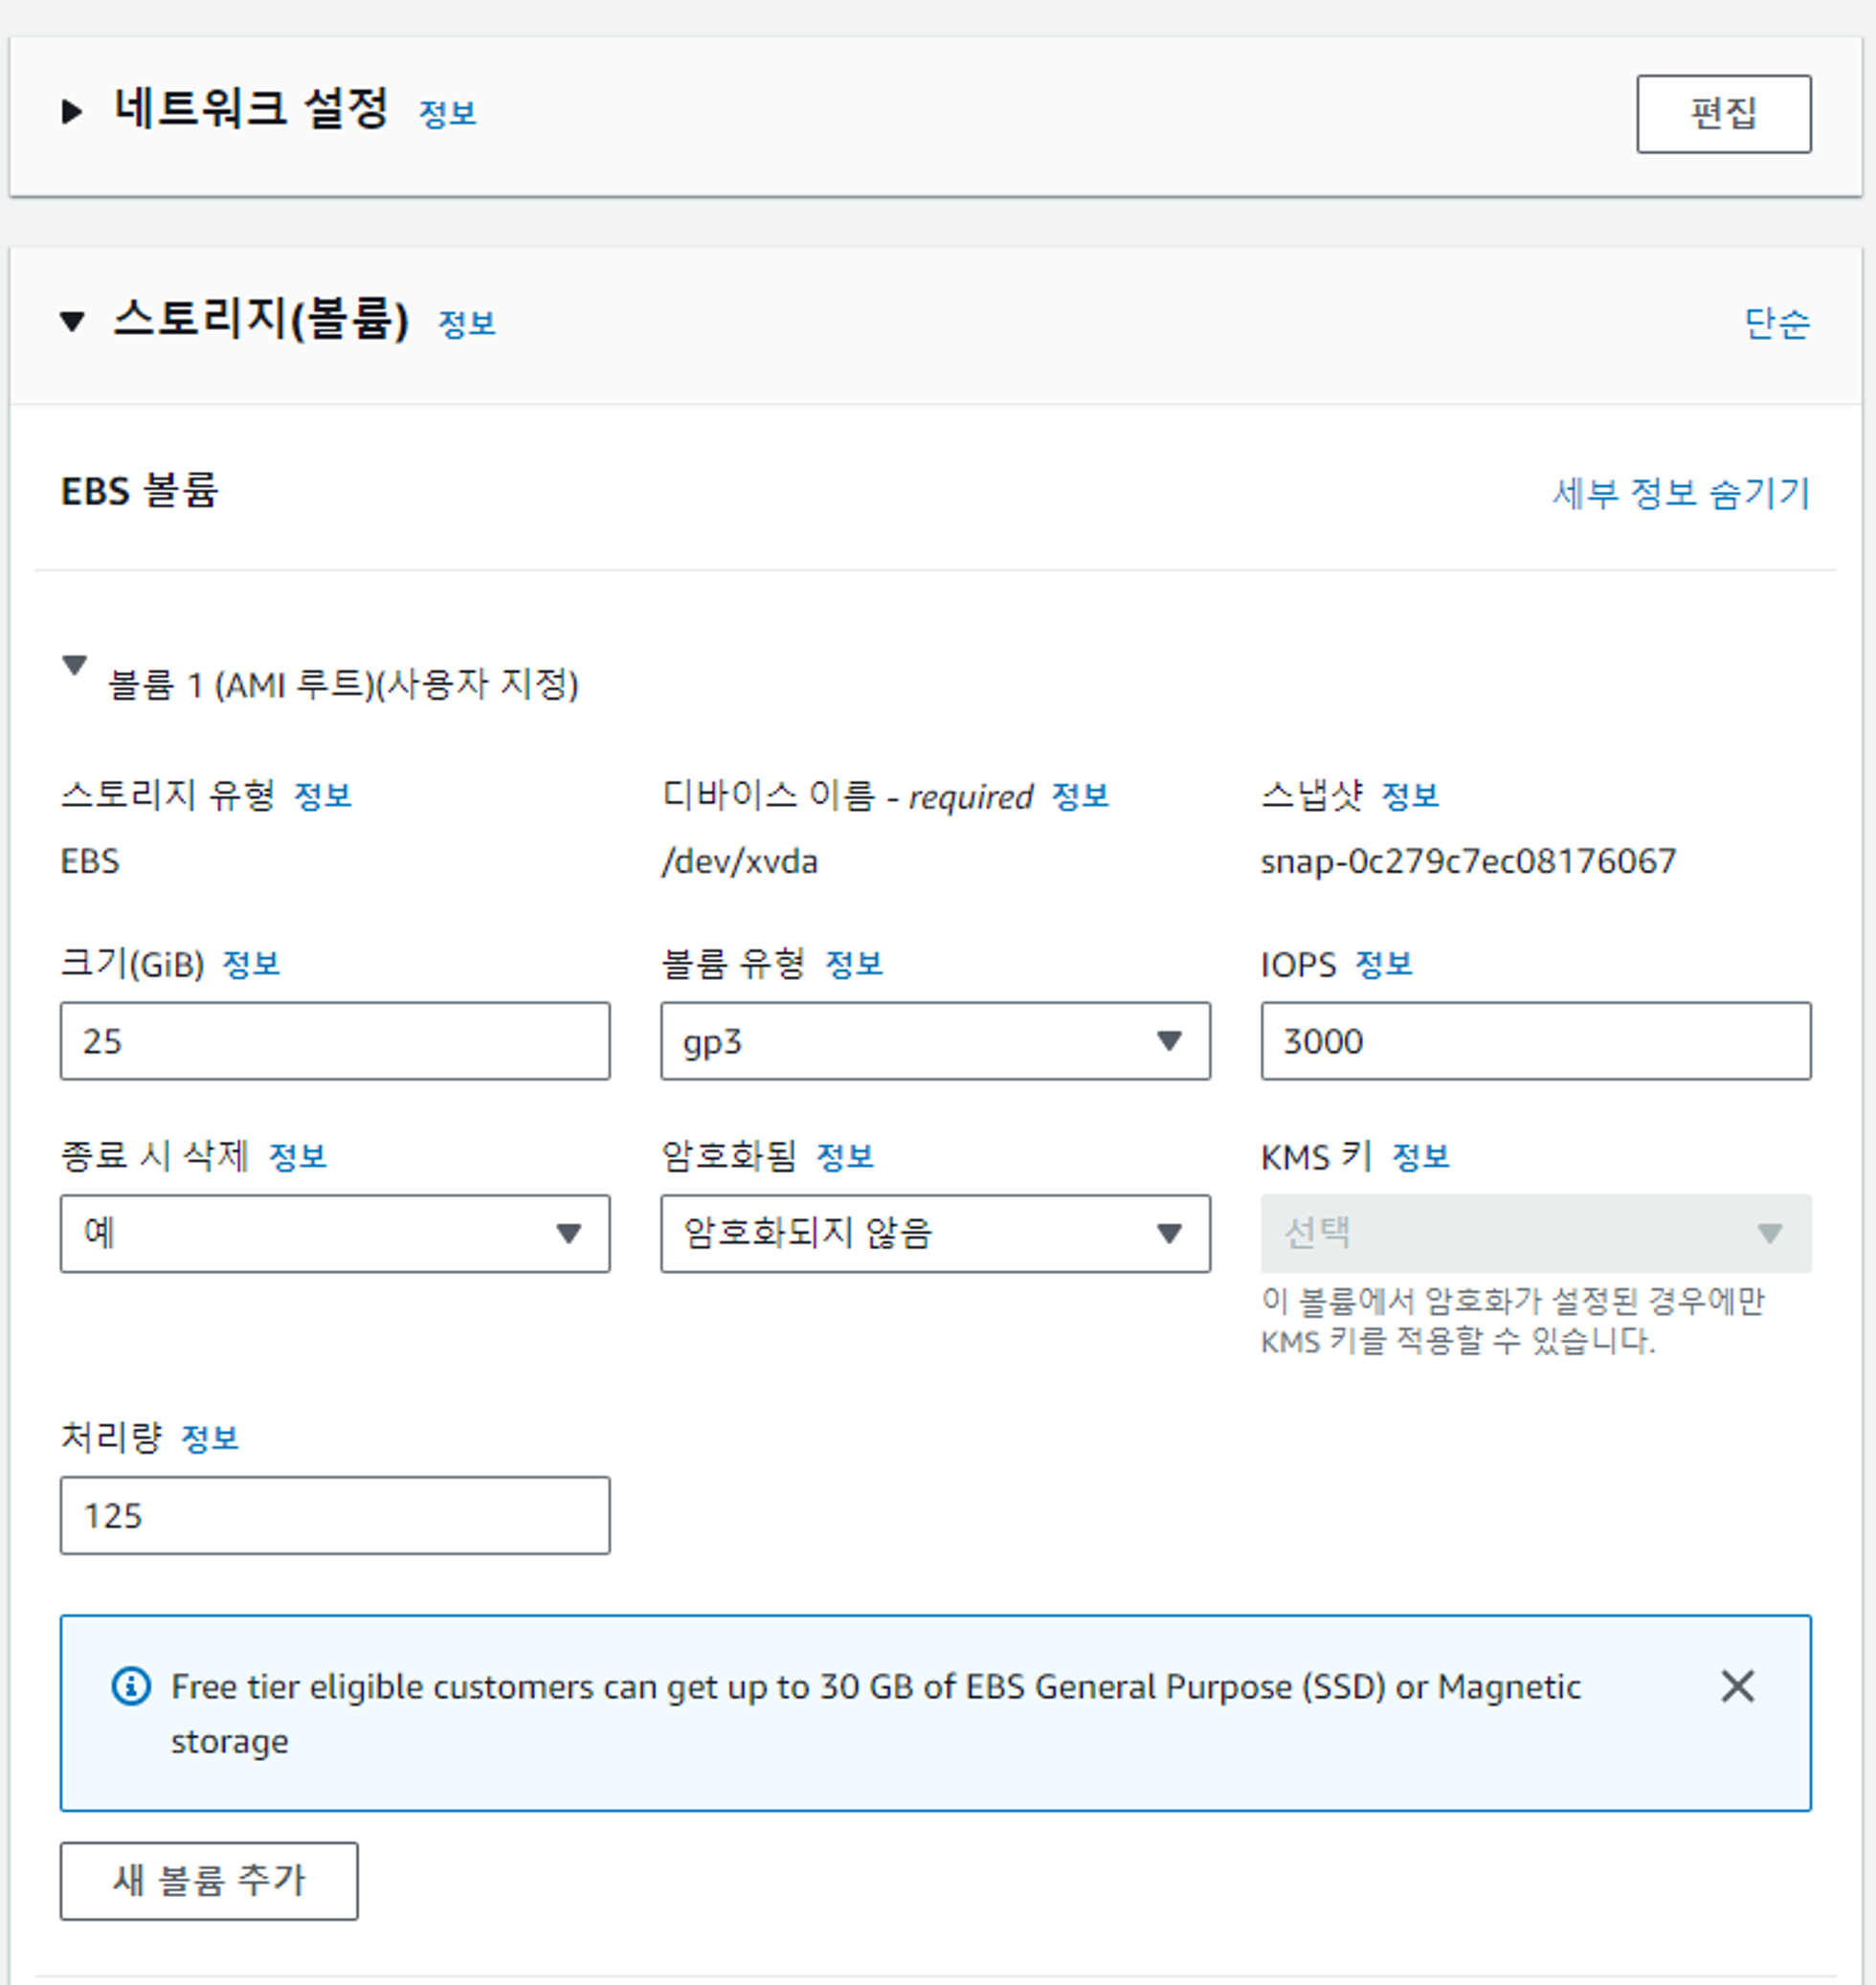 네트워크 설정 정보 편집
스토리지(볼륨) 정보 단순
EBS 볼륨 세부 정보 숨기기
볼륨 1 (AMI 루트)(사용자 지정)
스토리지 유형 정보 디바이스 이름 - required 정보 스냅샷 정보
EBS /dev/xvda snap-0c279c7ec08176067
크기(GiB) 정보 볼륨 유형 정보 IOPS 정보
25 gp3 3000
종료 시 삭제 정보 암호화됨 정보 KMS 키 정보
예 암호화되지 않음 선택
이 볼륨에서 암호화가 설정된 경우에만
KMS 키를 적용할 수 있습니다.
처리량 정보
125
Free tier eligible customers can get up to 30 GB of EBS General Purpose (SSD) or Magnetic
storage
새 볼륨 추가